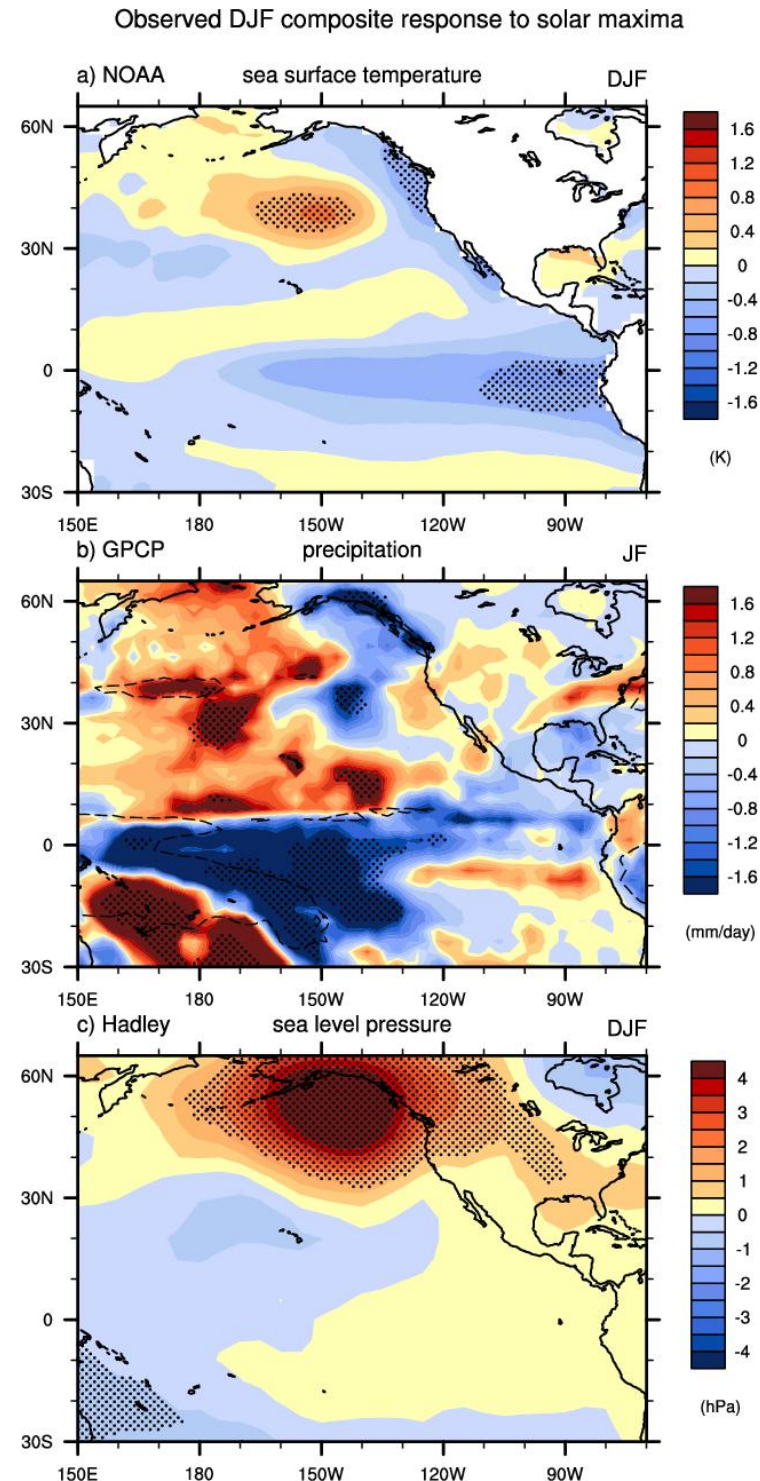 Observed DJF composite response to solar maxima
a) NOAA sea surface temperature DJF
60N
30N
0
30S
150E 180 150W 120W 90W
1.6
1.2
0.8
0.4
0
-0.4
-0.8
-1.2
-1.6
(K)
b) GPCP precipitation JF
60N
30N
0
30S
150E 180 150W 120W 90W
1.6
1.2
0.8
0.4
0
-0.4
-0.8
-1.2
-1.6
(mm/day)
c) Hadley sea level pressure DJF
60N
30N
0
30S
150E 180 150W 120W 90W
4
3
2
1
0
-1
-2
-3
-4
(hPa)